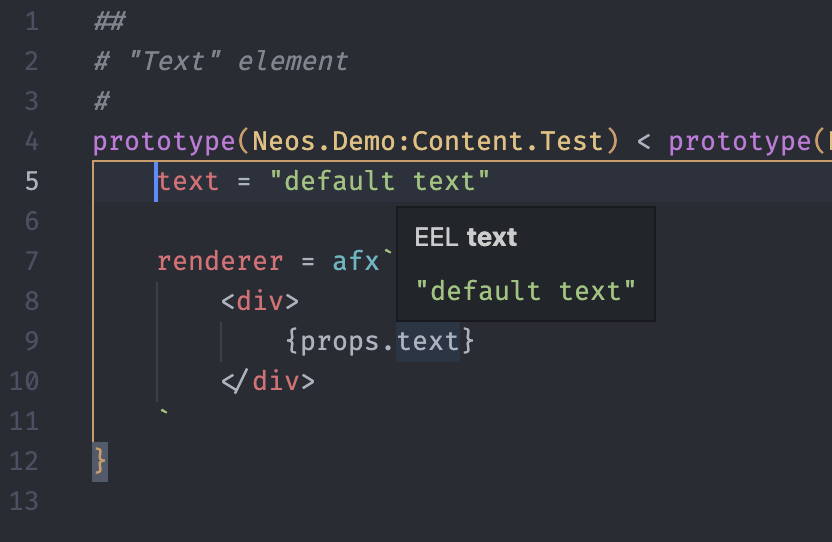 1 ##
2 # "Text" element
3 #
4 prototype(Neos.Demo:Content.Test) < prototype(
5 text = "default text"
6
EEL text
7 renderer = afx`
"default text"
8 <div>
9 {props.text}
10 </div>
11 `
12 }
13